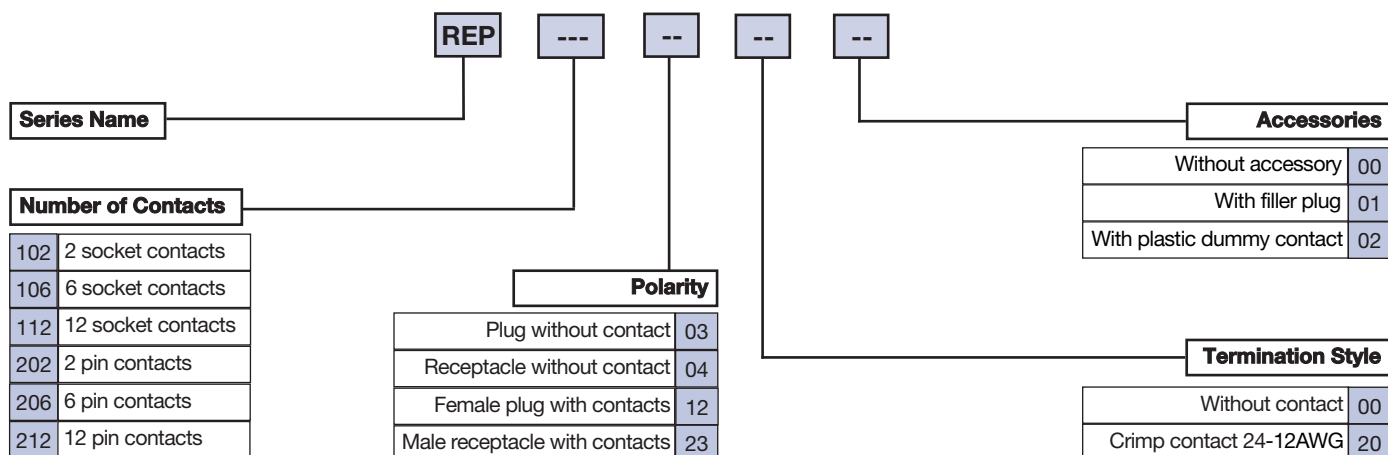 REP --- -- -- --
Series Name
Number of Contacts
102 2 socket contacts
106 6 socket contacts
112 12 socket contacts
202 2 pin contacts
206 6 pin contacts
212 12 pin contacts
Polarity
Plug without contact 03
Receptacle without contact 04
Female plug with contacts 12
Male receptacle with contacts 23
Accessories
Without accessory 00
With filler plug 01
With plastic dummy contact 02
Termination Style
Without contact 00
Crimp contact 24-12AWG 20